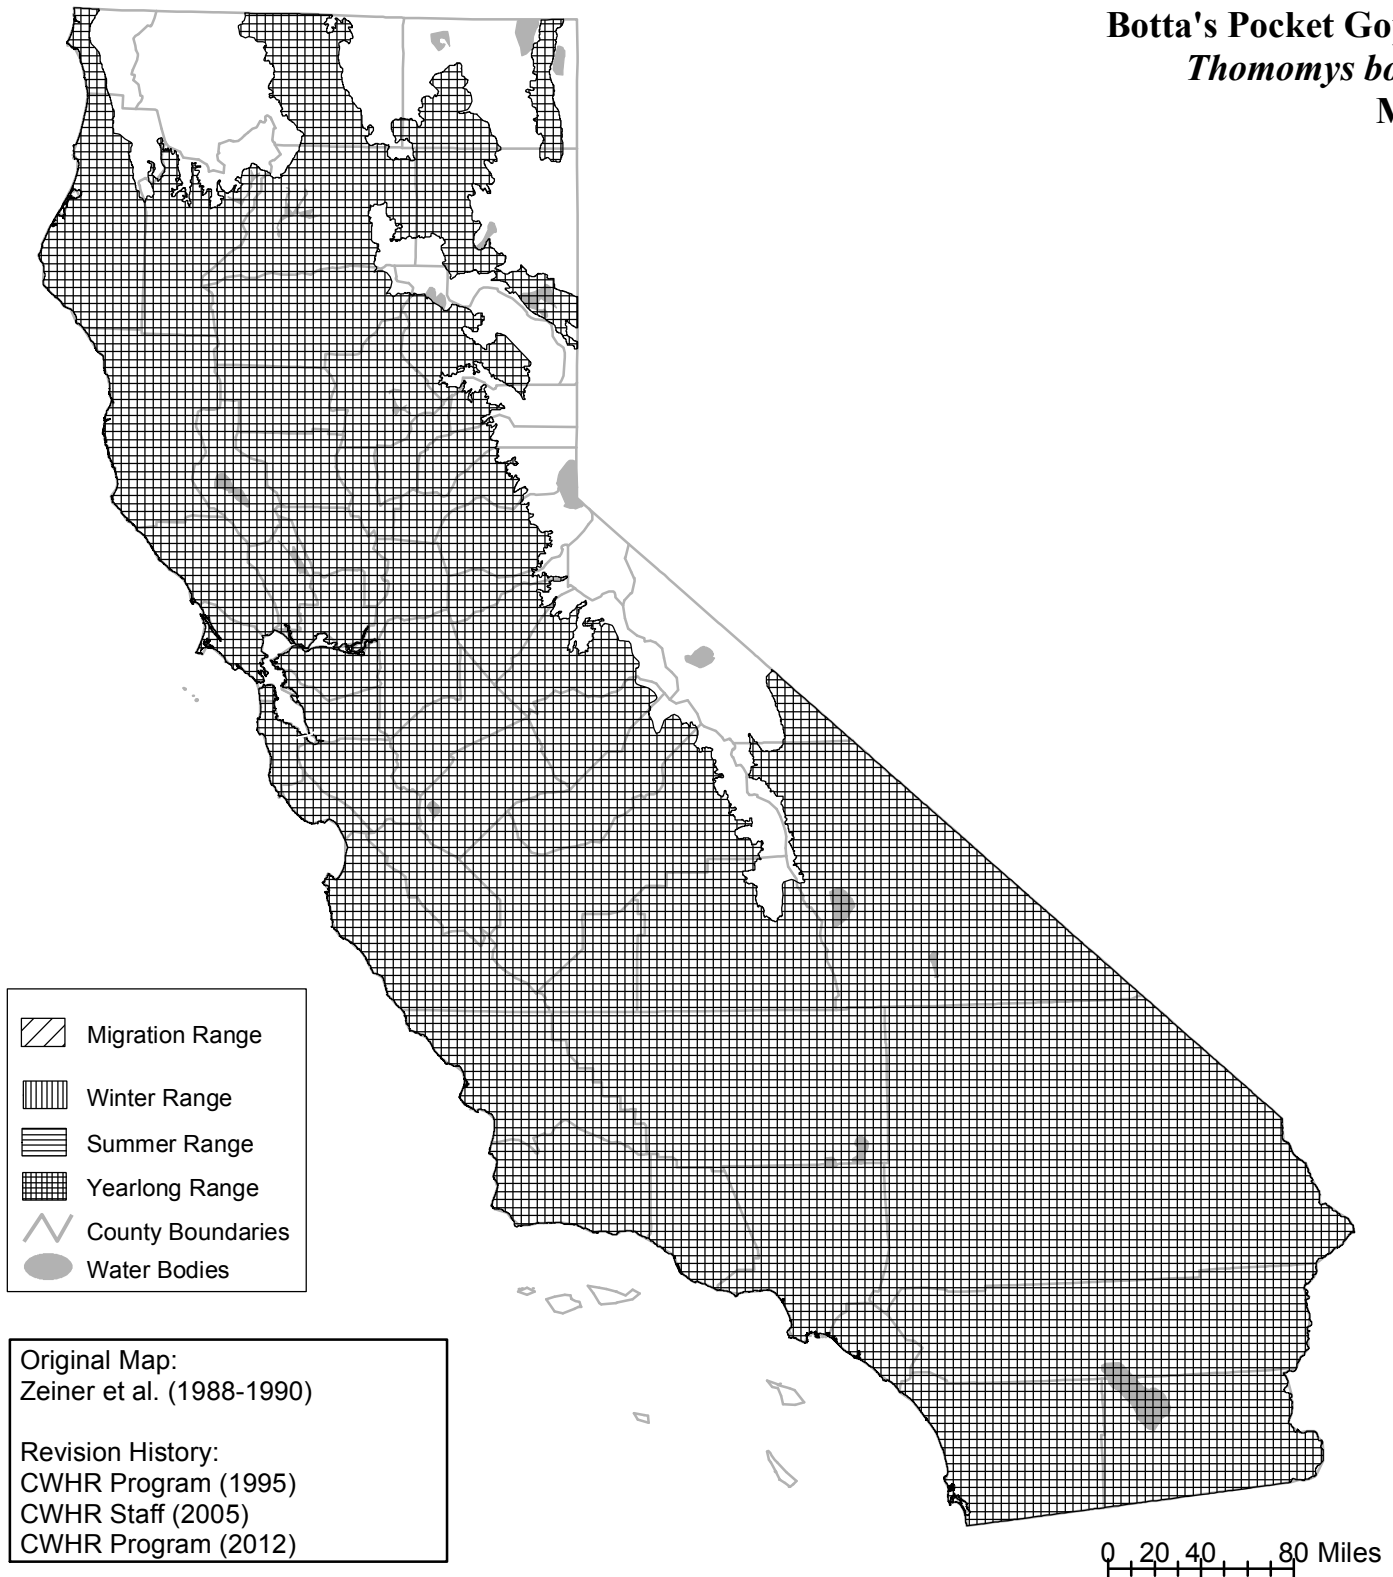 Botta's Pocket
Thomomys
Migration Range
Winter Range
Summer Range
Yearlong Range
County Boundaries
Water Bodies
Original Map:
Zeiner et al. (1988-1990)
Revision History:
CWHR Program (1995)
CWHR Staff (2005)
CWHR Program (2012)
0 20 40 80 Miles